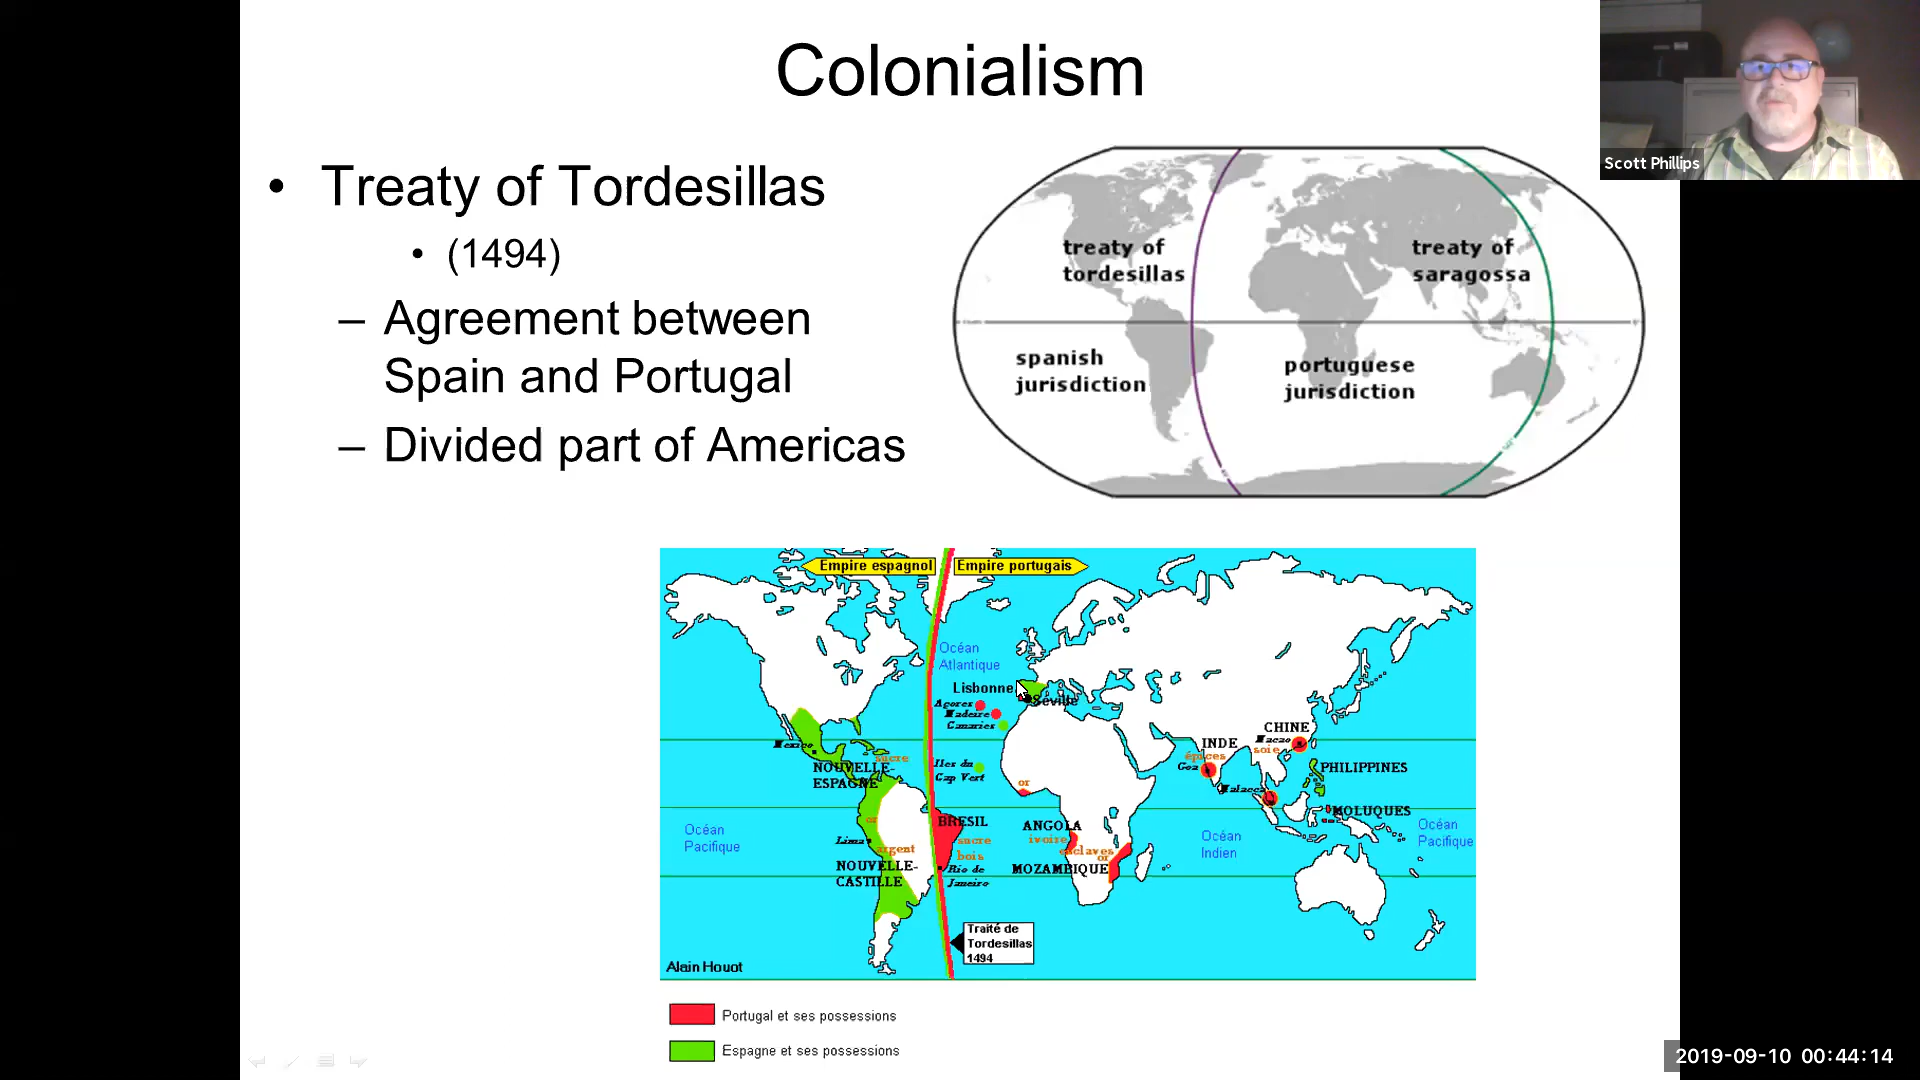 Colonialism
• Treaty of Tordesillas
• (1494)
– Agreement between
Spain and Portugal
– Divided part of Americas
treaty of
tordesillas
treaty of
saragossa
spanish
jurisdiction
portuguese
jurisdiction
Scott Phillips
Empire espagnol
Empire portugais
Océan
Atlantique
Lisbonne
Séville
Açores
Madeire
Canaries
Mexico
sucre
NOUVELLE-
ESPAGNE
Iles du
Cap Vert
or
CHINE
Macao
soie
INDE
épices
Goa
PHILIPPINES
Malacca
MOLUQUES
Océan
Pacifique
or
Lima
argent
NOUVELLE-
CASTILLE
BRESIL
sucre
bois
Rio de
Janeiro
ANGOLA
ivoire
esclaves
or
MOZAMBIQUE
Océan
Indien
Océan
Pacifique
Traité de
Tordesillas
1494
Alain Houot
Portugal et ses possessions
Espagne et ses possessions
2019-09-10 00:44:14